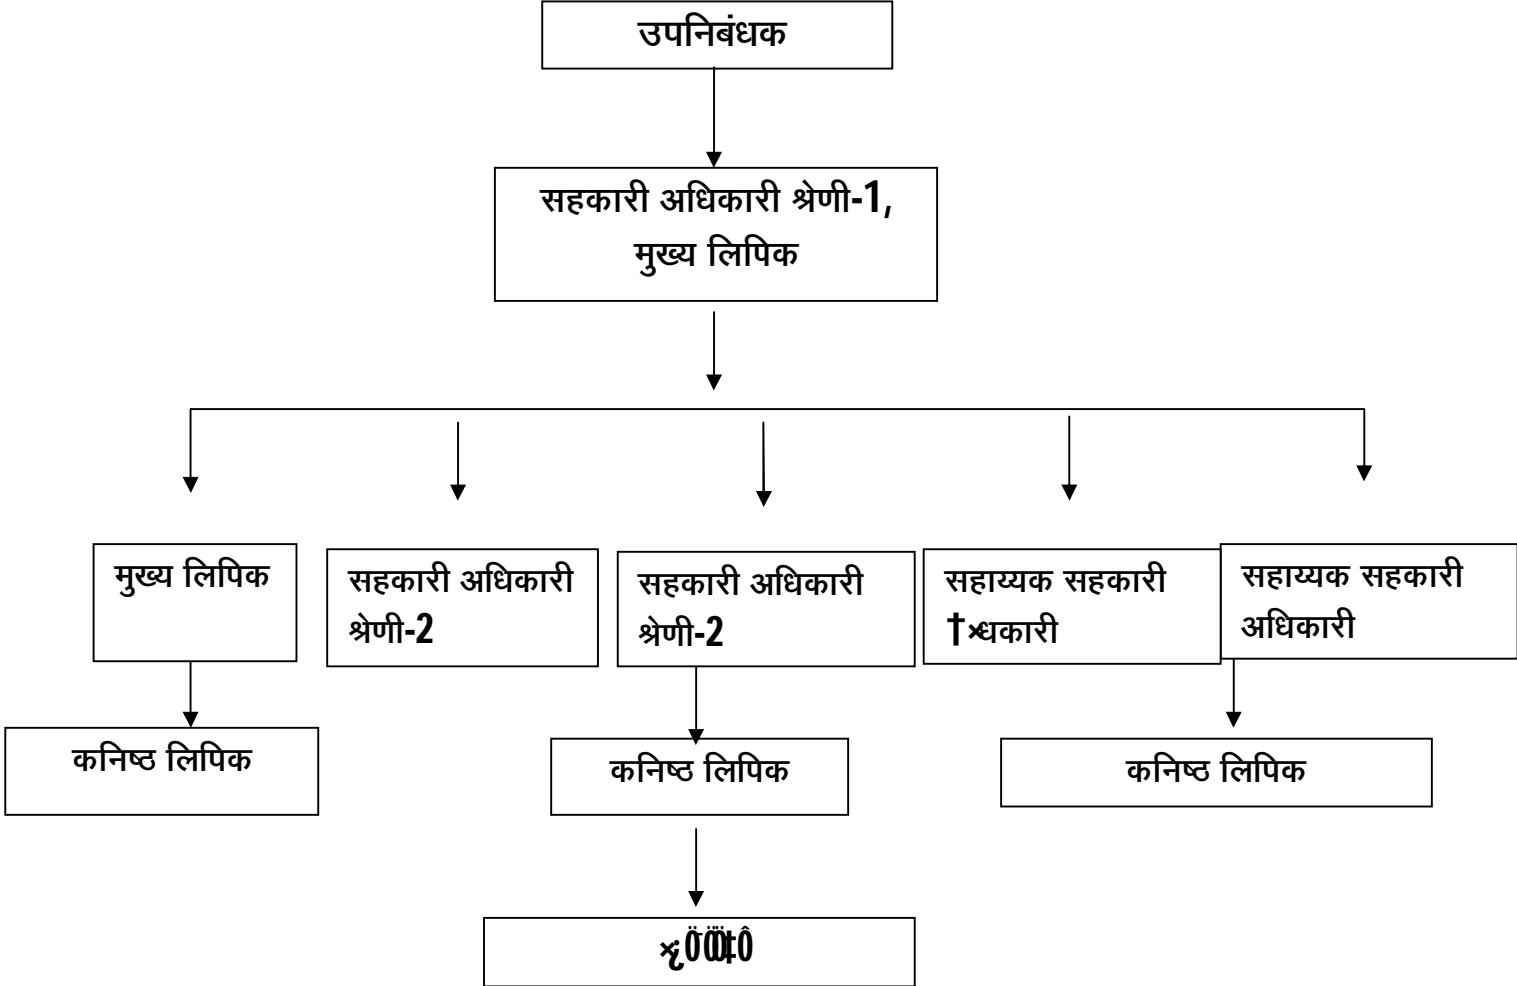 उपनिबंधक
सहकारी अधिकारी श्रेणी-1,
मुख्य लिपिक
मुख्य लिपिक
सहकारी अधिकारी
श्रेणी-2
सहकारी अधिकारी
श्रेणी-2
सहाय्यक सहकारी
†×धकारी
सहाय्यक सहकारी
अधिकारी
कनिष्ठ लिपिक
कनिष्ठ लिपिक
कनिष्ठ लिपिक